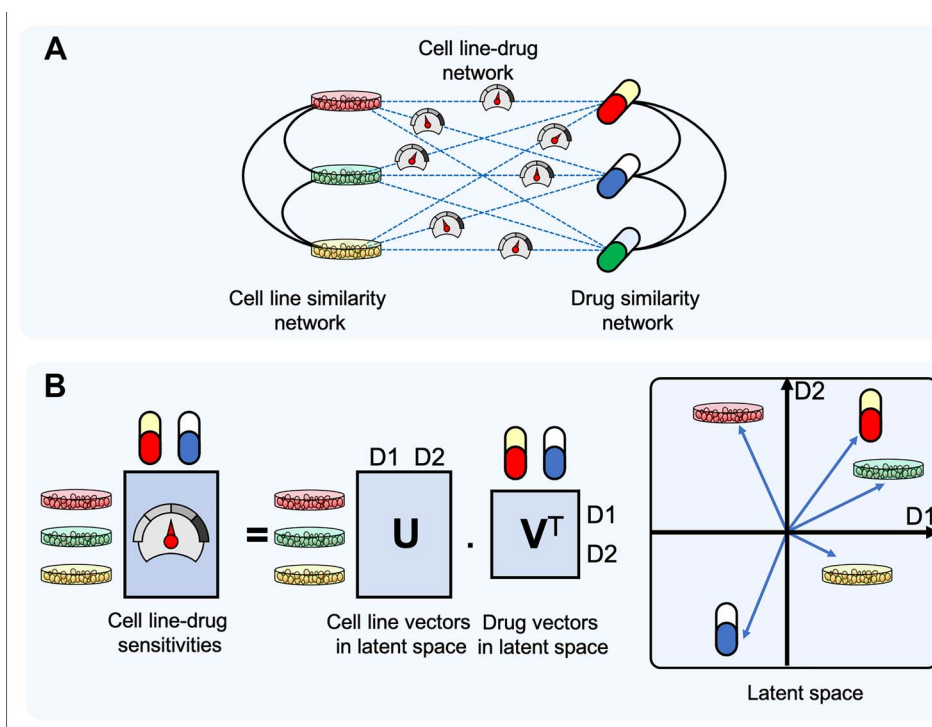 A
Cell line-drug
network
Cell line similarity
network
Drug similarity
network
B
D1 D2
U
=
.
V^T
D1
D2
Cell line-drug
sensitivities
Cell line vectors
in latent space
Drug vectors
in latent space
D2
D1
Latent space